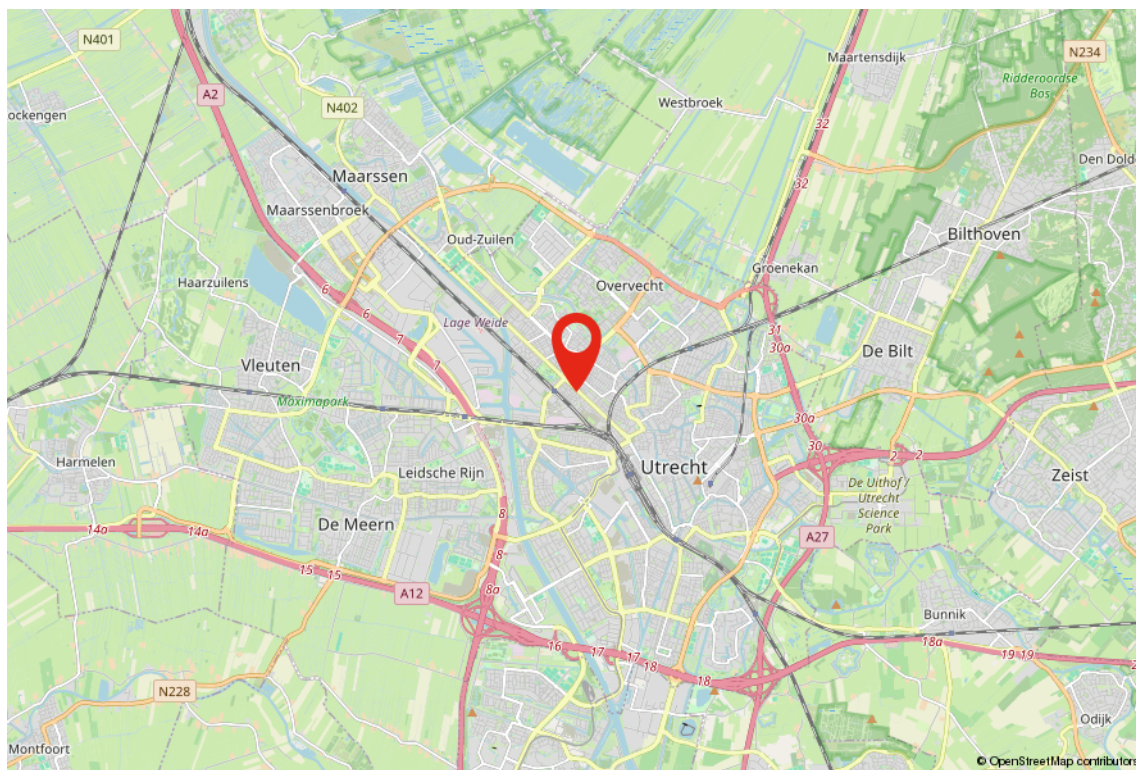 N401
A2
N402
ockengen
Maartensdijk
N234
Ridderoordse
Bos
Westbroek
32
32
Den Dold
Maarssen
Maarssenbroek
Oud-Zuilen
Bilthoven
Groenekan
Haarzuilens
Overvecht
6
6
7
7
Lage Weide
31
30a
De Bilt
Vleuten
Maximapark
30a
30
2
2
Harmelen
Leidsche Rijn
Utrecht
De Uithof /
Utrecht
Science
Park
Zeist
14a
14a
De Meern
8
8
8a
A27
15
15
A12
Bunnik
16
17
17
18
18
18a
19
19
2
N228
Odijk
Montfoort
© OpenStreetMap contributors